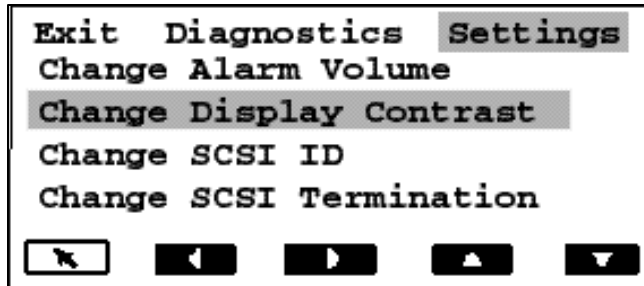 Exit Diagnostics Settings
Change Alarm Volume
Change Display Contrast
Change SCSI ID
Change SCSI Termination